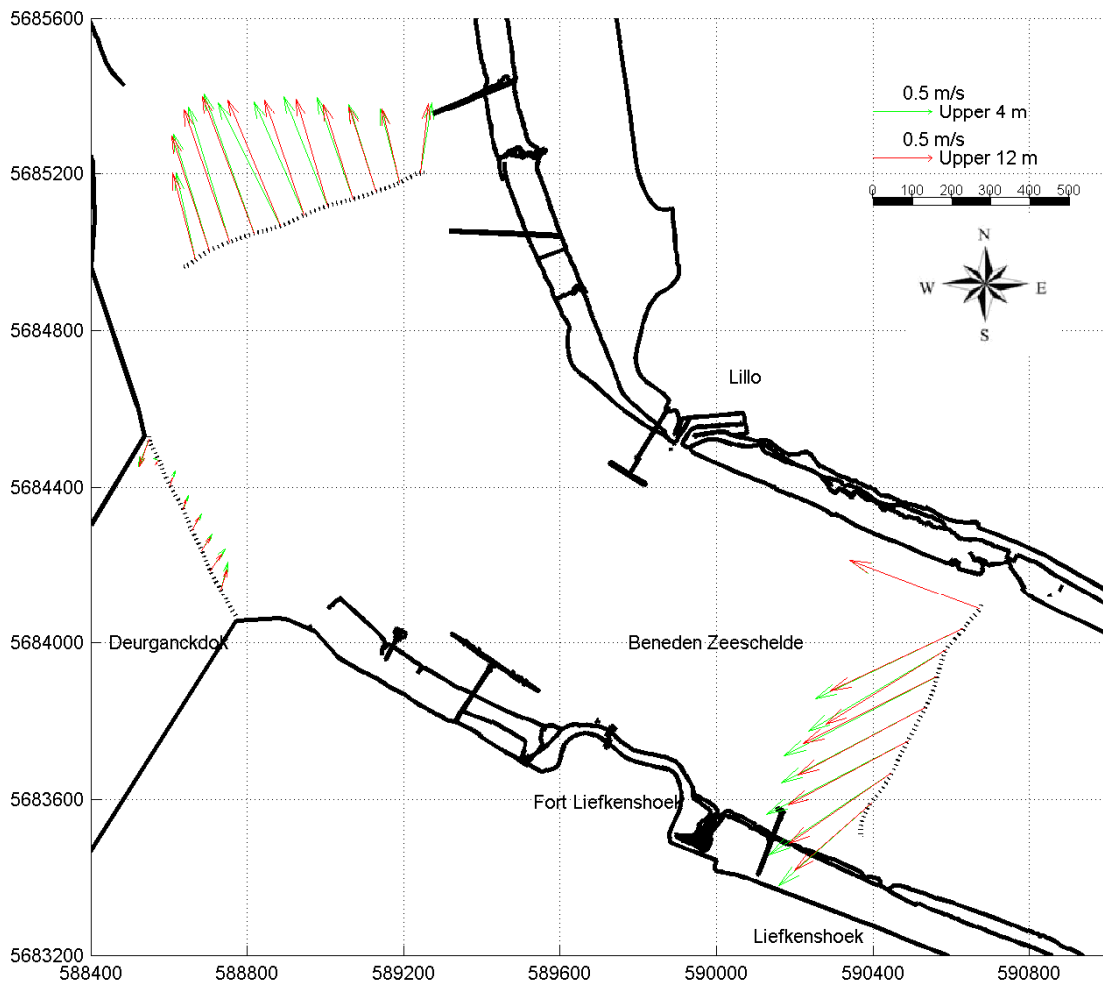 5685600
5685200
5684800
5684400
5684000
5683600
5683200
588400
588800
589200
589600
590000
590400
590800
0.5 m/s
Upper 4 m
0.5 m/s
Upper 12 m
0 100 200 300 400 500
N
W E
S
Lillo
Deurganckdok
Beneden Zeeschelde
Fort Liefkenshoek
Liefkenshoek